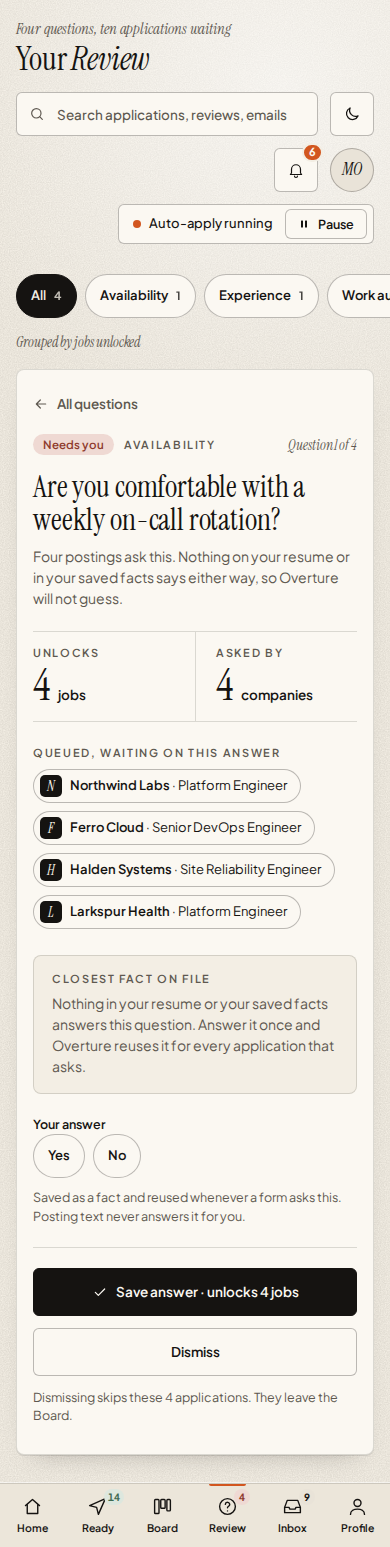 Four questions, ten applications waiting
Your Review
Search applications, reviews, emails
6
MO
Auto-apply running
Pause
All 4
Availability 1
Experience 1
Work au
Grouped by jobs unlocked
All questions
Needs you
AVAILABILITY
Question 1 of 4
Are you comfortable with a
weekly on-call rotation?
Four postings ask this. Nothing on your resume or
in your saved facts says either way, so Overture
will not guess.
UNLOCKS
4 jobs
ASKED BY
4 companies
QUEUED, WAITING ON THIS ANSWER
N Northwind Labs · Platform Engineer
F Ferro Cloud · Senior DevOps Engineer
H Halden Systems · Site Reliability Engineer
L Larkspur Health · Platform Engineer
CLOSEST FACT ON FILE
Nothing in your resume or your saved facts
answers this question. Answer it once and
Overture reuses it for every application that
asks.
Your answer
Yes
No
Saved as a fact and reused whenever a form asks this.
Posting text never answers it for you.
Save answer · unlocks 4 jobs
Dismiss
Dismissing skips these 4 applications. They leave the
Board.
14
4
9
Home
Ready
Board
Review
Inbox
Profile